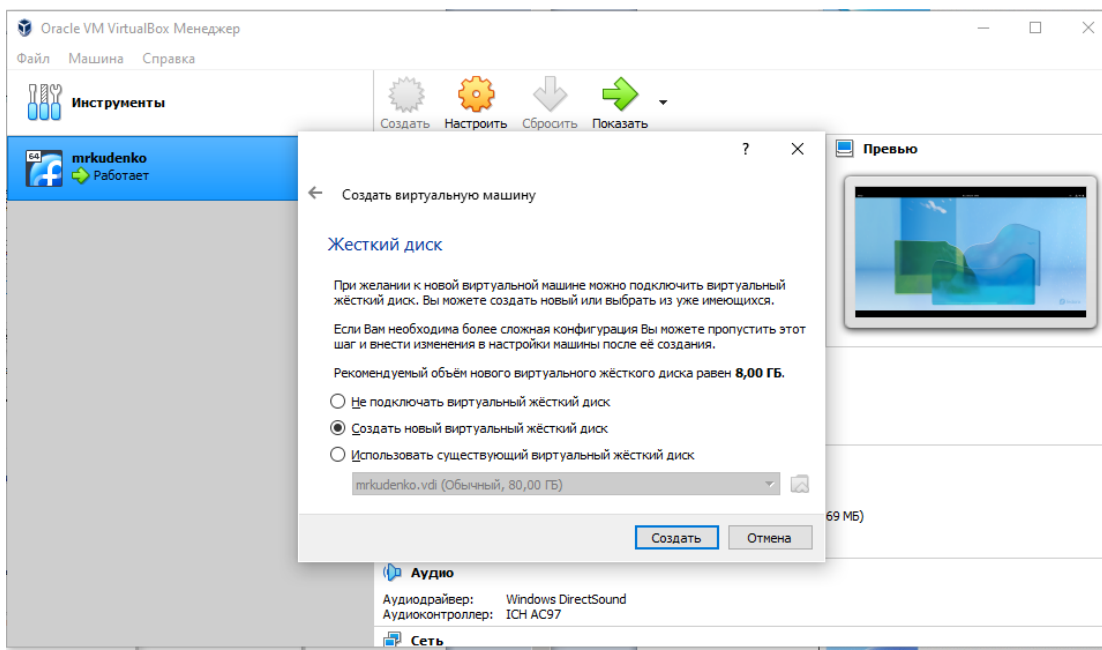 Oracle VM VirtualBox Менеджер
Файл Машина Справка
Инструменты
Создать Настроить Сбросить Показать
64
mrkudenko
Работает
Превью
?
Создать виртуальную машину
Жесткий диск
При желании к новой виртуальной машине можно подключить виртуальный
жёсткий диск. Вы можете создать новый или выбрать из уже имеющихся.
Если Вам необходима более сложная конфигурация Вы можете пропустить этот
шаг и внести изменения в настройки машины после её создания.
Рекомендуемый объём нового виртуального жёсткого диска равен 8,00 ГБ.
Не подключать виртуальный жёсткий диск
Создать новый виртуальный жёсткий диск
Использовать существующий виртуальный жёсткий диск
mrkudenko.vdi (Обычный, 80,00 ГБ)
69 МБ)
Создать Отмена
Аудио
Аудиодрайвер: Windows DirectSound
Аудиоконтроллер: ICH AC97
Сеть